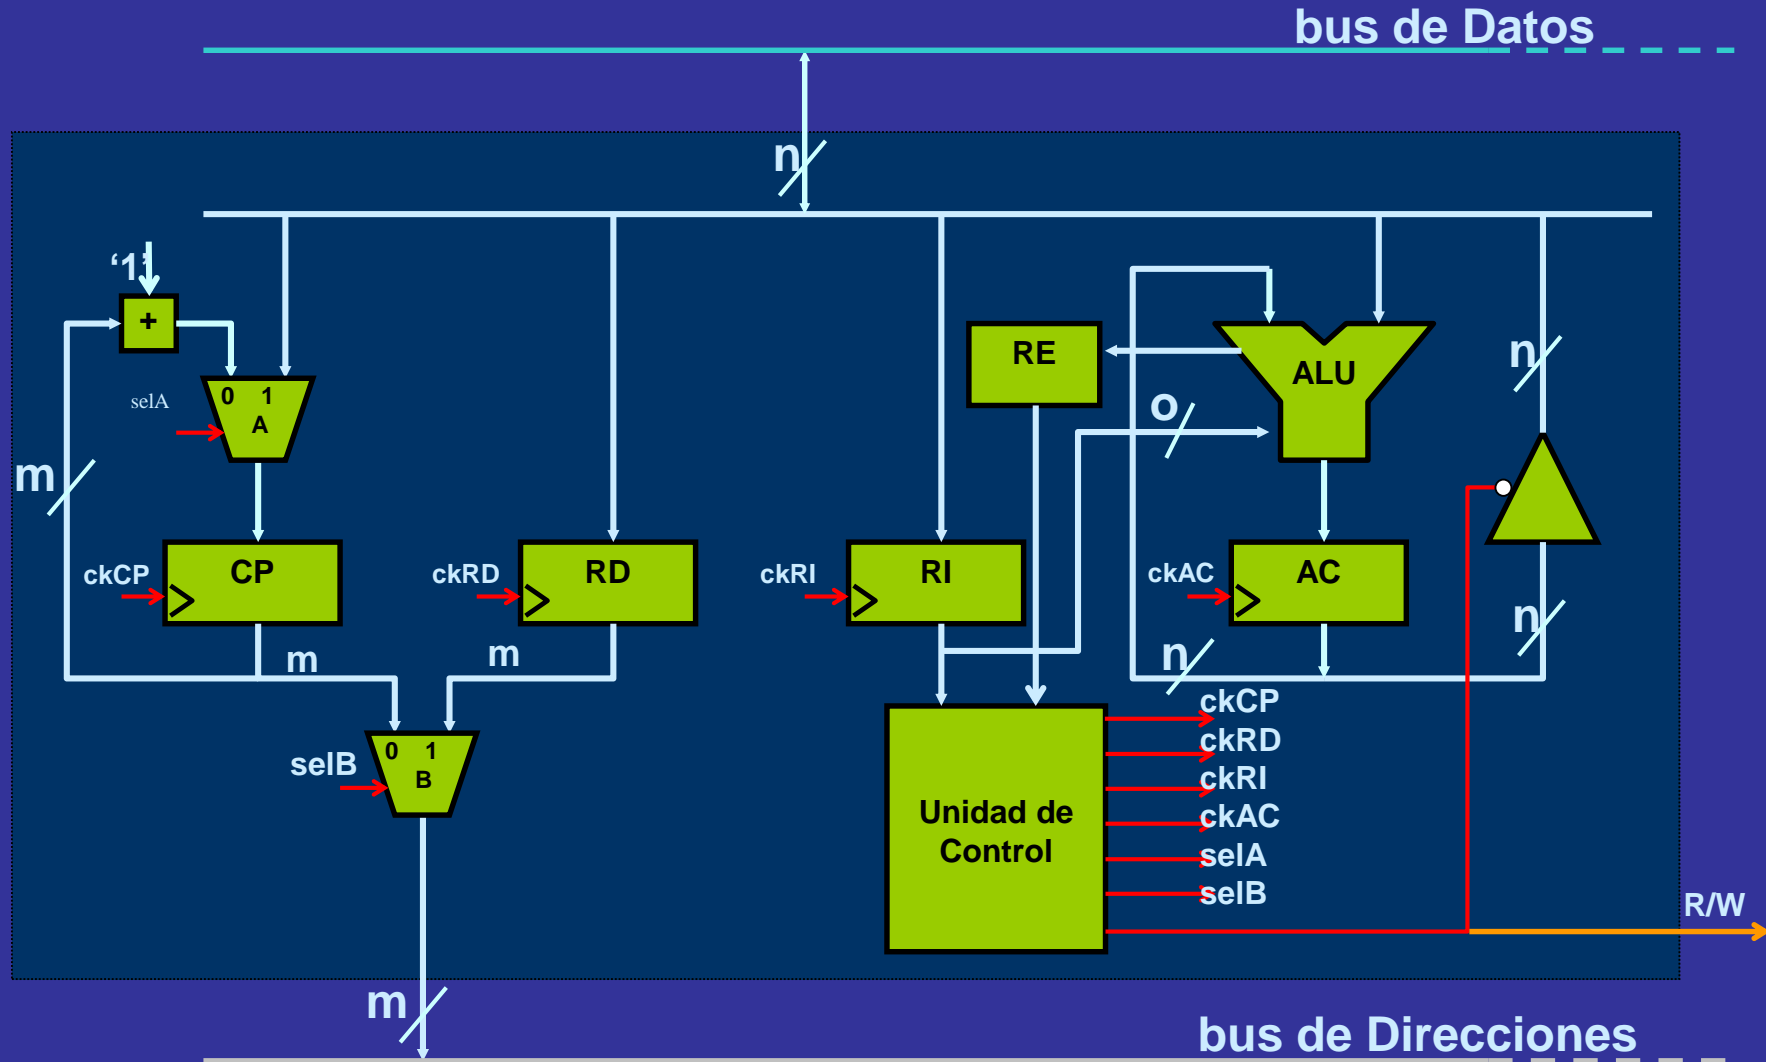 bus de Datos
n
‘1’
+
0 1
A
selA
m
RE
ALU
o
n
ckCP
CP
ckRD
RD
ckRI
RI
ckAC
AC
n
m
m
n
selB
0 1
B
Unidad de
Control
ckCP
ckRD
ckRI
ckAC
selA
selB
R/W
m
bus de Direcciones